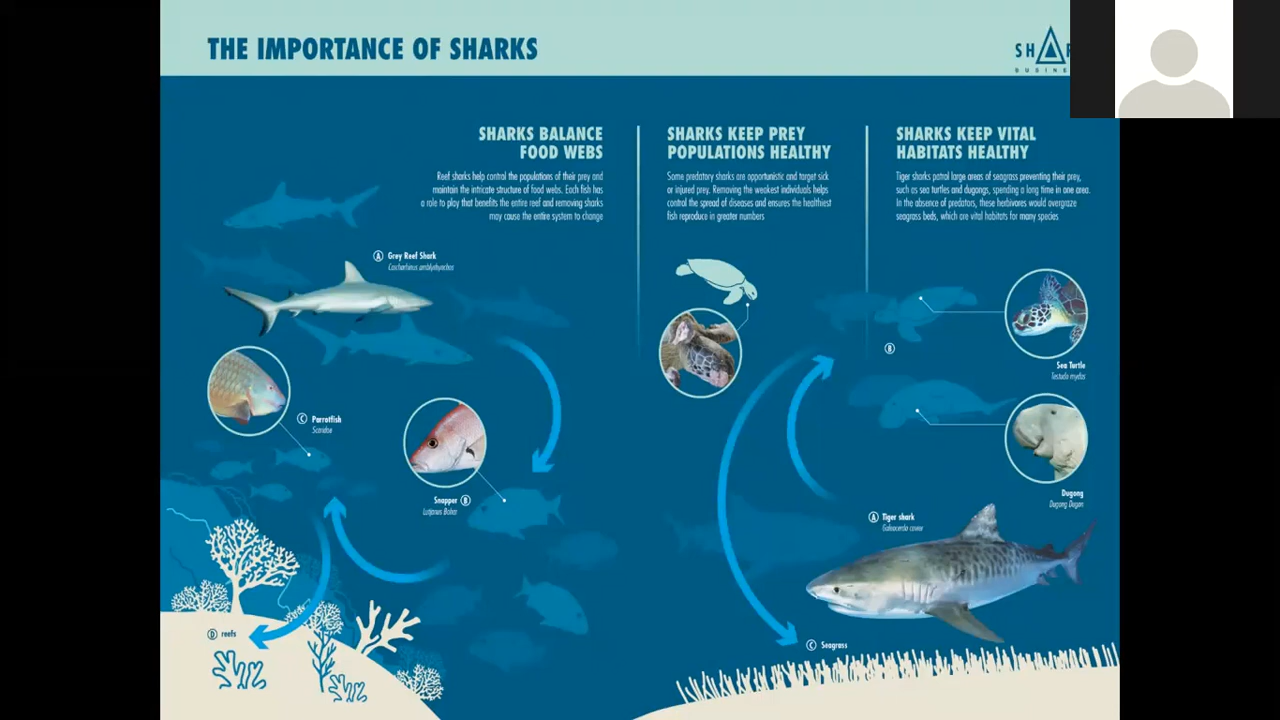 THE IMPORTANCE OF SHARKS
SHARKS BALANCE
FOOD WEBS
Reef sharks help control the populations of their prey and
maintain the intricate structure of food webs. Each fish has
a role to play that benefits the entire reef and removing sharks
may cause the entire system to change
SHARKS KEEP PREY
POPULATIONS HEALTHY
Some predatory sharks are opportunistic and target sick
or injured prey. Removing the weakest individuals helps
control the spread of diseases and ensures the healthiest
fish reproduce in greater numbers
SHARKS KEEP VITAL
HABITATS HEALTHY
Tiger sharks patrol large areas of seagrass preventing their prey,
such as sea turtles and dugongs, spending a long time in one area.
In the absence of predators, these herbivores would overgraze
seagrass beds, which are vital habitats for many species
A Grey Reef Shark
C Parrotfish
Snapper B
Lutjanus Bohar
D reefs
B
Sea Turtle
Testudo mydas
Dugong
Dugong Dugon
A Tiger shark
Galeocerdo cuvier
C Seagrass